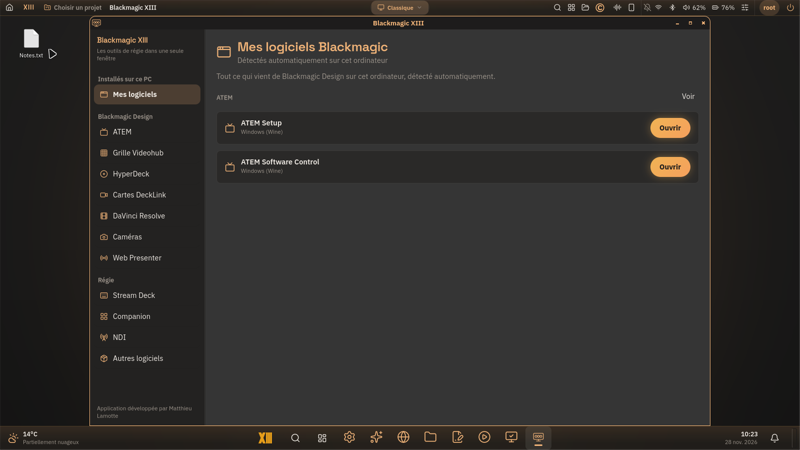 XIII Choisir un projet Blackmagic XIII
Classique
62% 76% root
Notes.txt
Blackmagic XIII
Blackmagic XIII
Les outils de régie dans une seule
fenêtre
Installés sur ce PC
Mes logiciels
Blackmagic Design
ATEM
Grille Videohub
HyperDeck
Cartes DeckLink
DaVinci Resolve
Caméras
Web Presenter
Régie
Stream Deck
Companion
NDI
Autres logiciels
Application développée par Matthieu
Lamotte
Mes logiciels Blackmagic
Détectés automatiquement sur cet ordinateur
Tout ce qui vient de Blackmagic Design sur cet ordinateur, détecté automatiquement.
ATEM
Voir
ATEM Setup
Windows (Wine)
Ouvrir
ATEM Software Control
Windows (Wine)
Ouvrir
14°C
Partiellement nuageux
XIII
10:23
28 nov. 2026